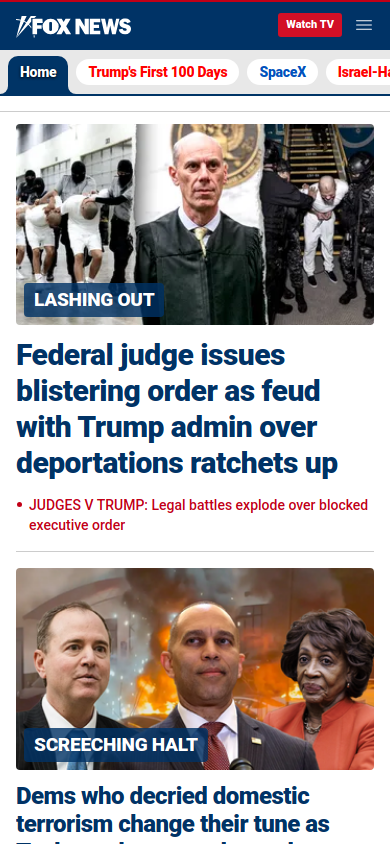 FOX NEWS
Watch TV
Home
Trump's First 100 Days
SpaceX
Israel-Ha
LASHING OUT
Federal judge issues
blistering order as feud
with Trump admin over
deportations ratchets up
JUDGES V TRUMP: Legal battles explode over blocked
executive order
SCREECHING HALT
Dems who decried domestic
terrorism change their tune as